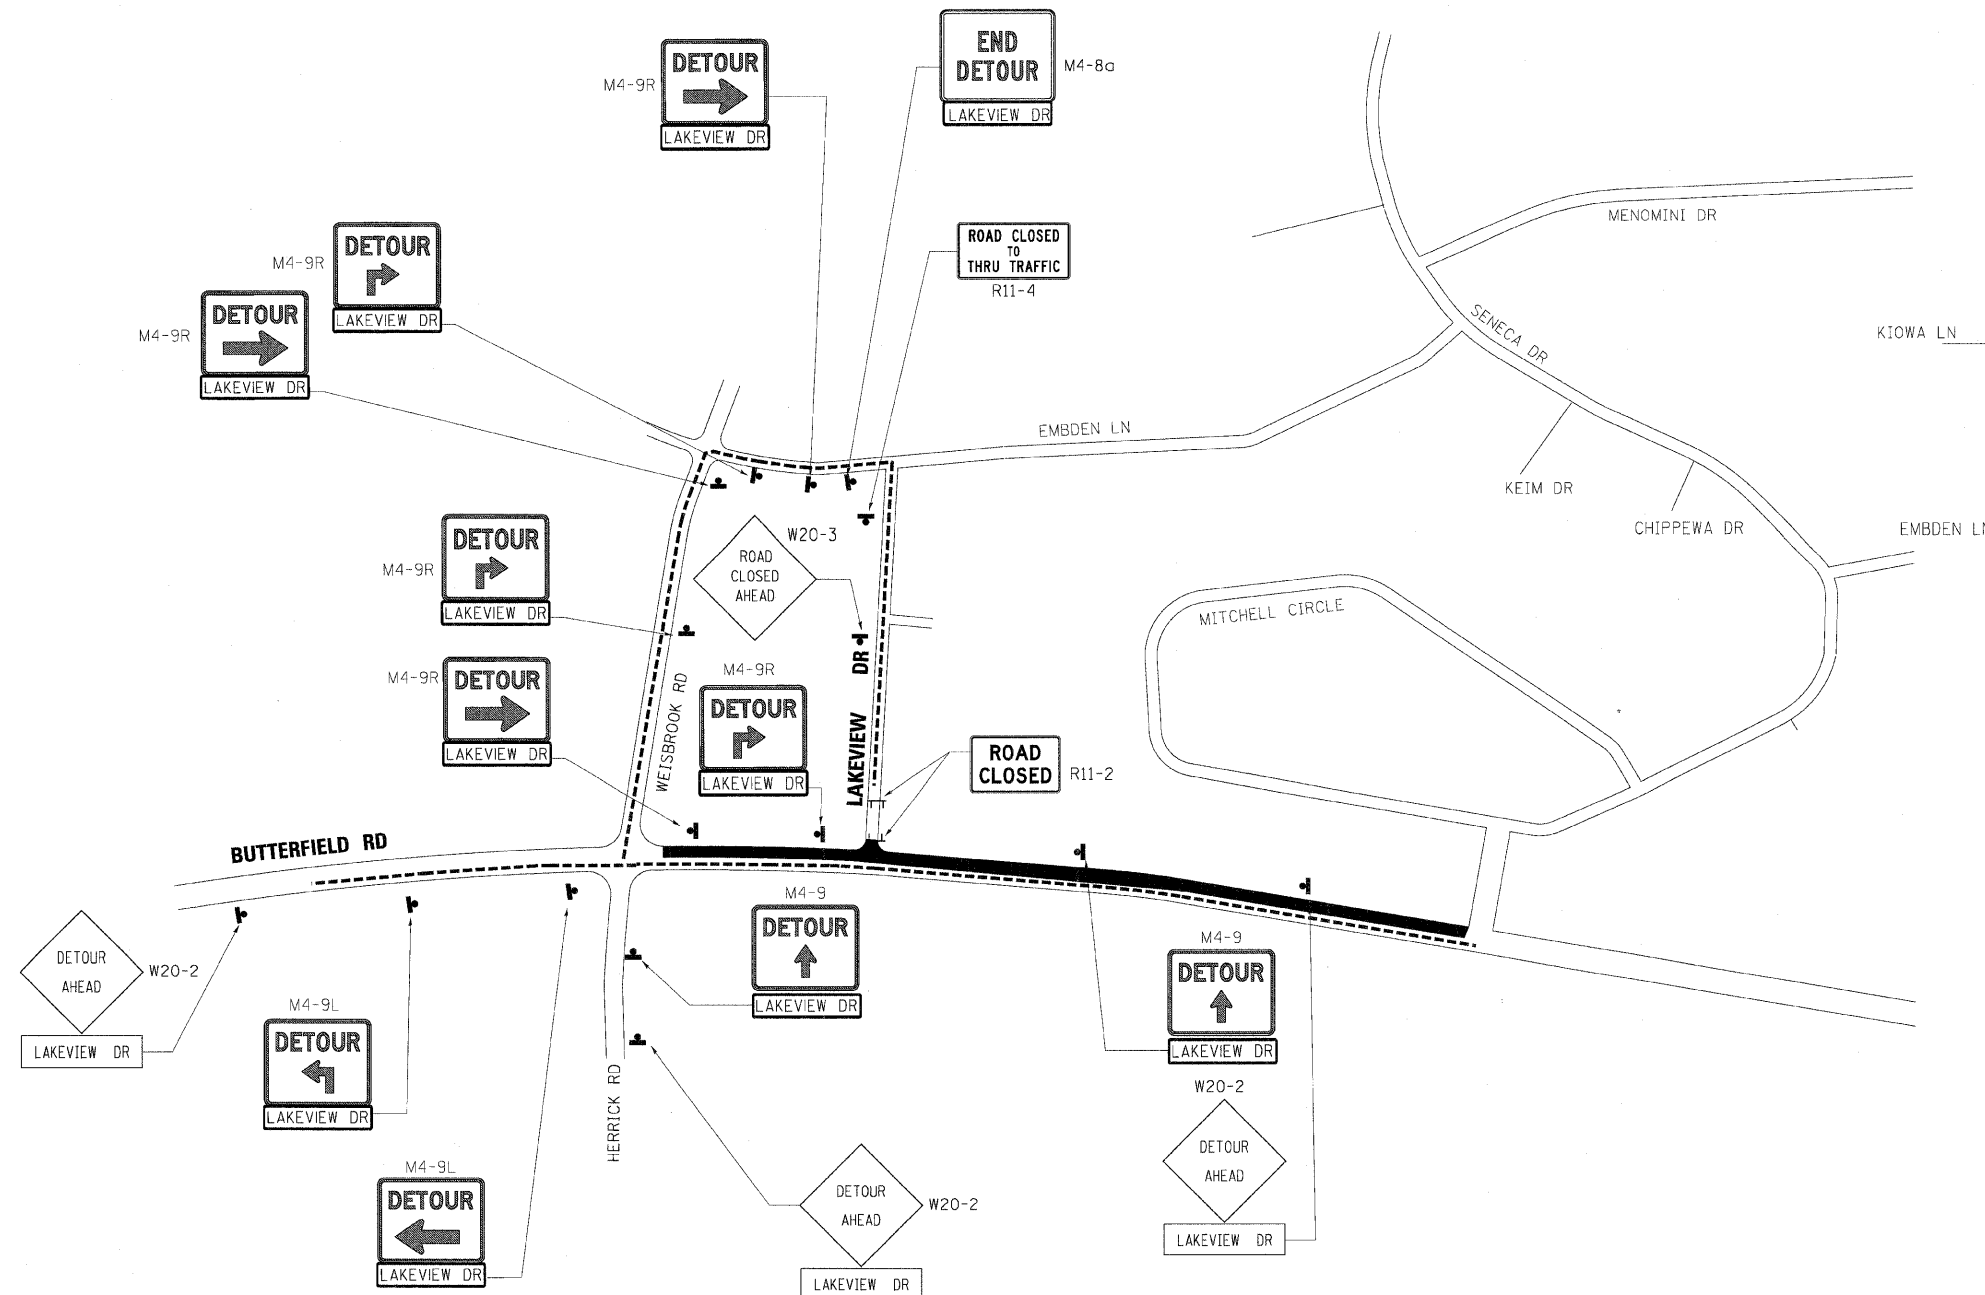 DETOUR
M4-9R
LAKEVIEW DR
END
DETOUR
M4-8a
LAKEVIEW DR
MENOMINI DR
DETOUR
M4-9R
LAKEVIEW DR
ROAD CLOSED
TO
THRU TRAFFIC
R11-4
DETOUR
M4-9R
LAKEVIEW DR
SENECA DR
KIOWA LN
EMBDEN LN
KEIM DR
CHIPPEWA DR
EMBDEN LN
DETOUR
M4-9R
LAKEVIEW DR
W20-3
ROAD
CLOSED
AHEAD
MITCHELL CIRCLE
DETOUR
M4-9R
LAKEVIEW DR
WEISBROOK RD
M4-9R
DETOUR
LAKEVIEW DR
LAKEVIEW DR
ROAD
CLOSED
R11-2
BUTTERFIELD RD
DETOUR
AHEAD
W20-2
LAKEVIEW DR
M4-9L
DETOUR
LAKEVIEW DR
M4-9L
DETOUR
LAKEVIEW DR
HERRICK RD
M4-9
DETOUR
LAKEVIEW DR
DETOUR
AHEAD
W20-2
LAKEVIEW DR
M4-9
DETOUR
LAKEVIEW DR
W20-2
DETOUR
AHEAD
LAKEVIEW DR